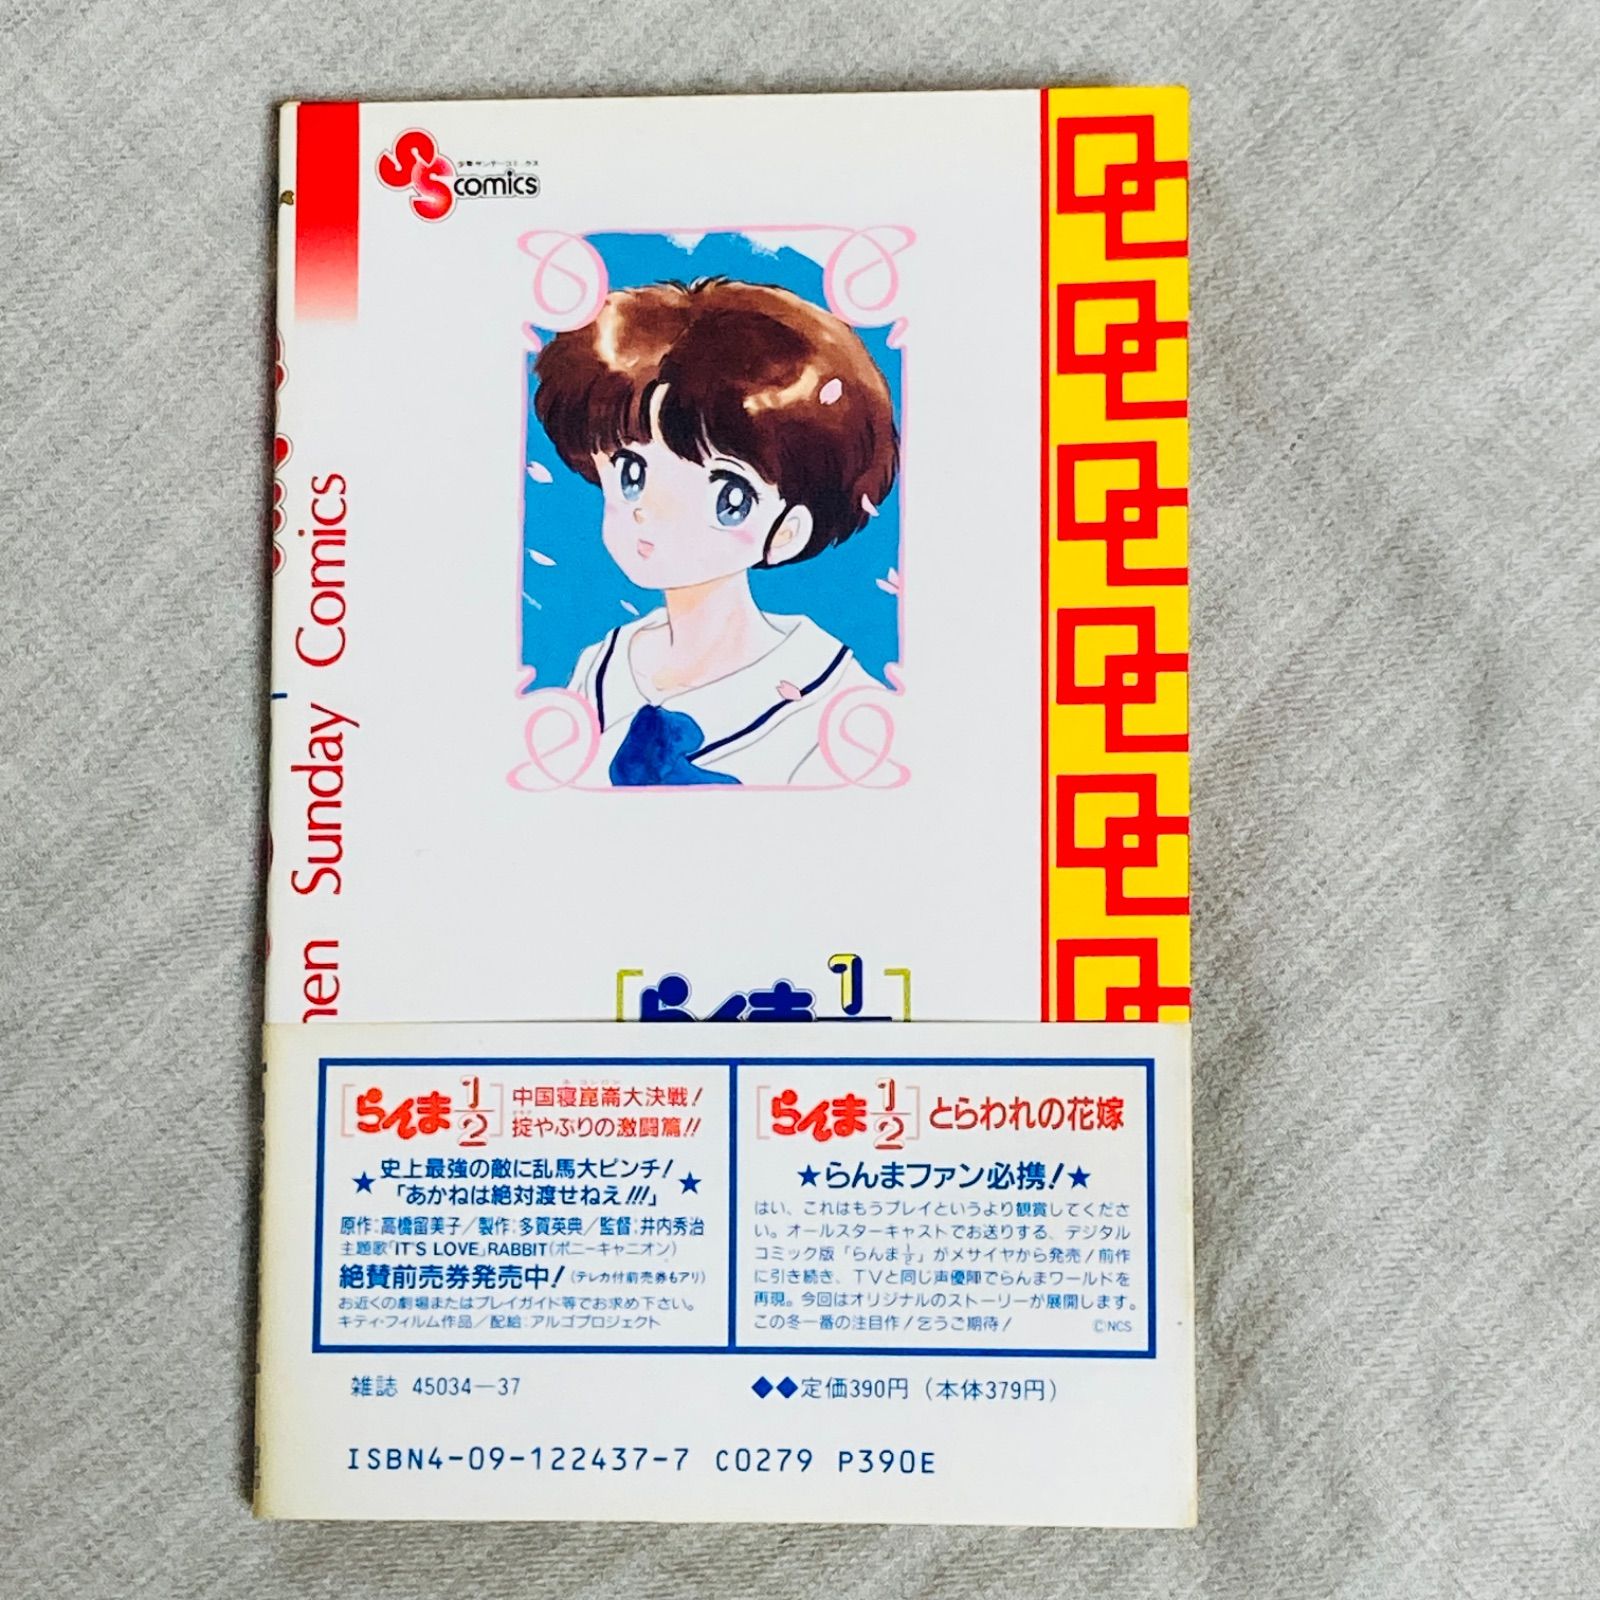 少年サンデーコミックス
SS comics
en Sunday Comics
らんま1
らんま1/2
中国寝崑崙大決戦!
掟やぶりの激闘篇!!
★史上最強の敵に乱馬大ピンチ!★
「あかねは絶対渡せねえ!!!」
原作:高橋留美子/製作:多賀英典/監督:井内秀治
主題歌「IT'S LOVE」RABBIT(ポニーキャニオン)
絶賛前売券発売中!(テレカ付前売券もアリ)
お近くの劇場またはプレイガイド等でお求め下さい。
キティ・フィルム作品/配給:アルゴプロジェクト
らんま1/2 とらわれの花嫁
★らんまファン必携!★
はい、これはもうプレイというより観賞してくださ
い。オールスターキャストでお送りする、デジタル
コミック版「らんま1/2」がメサイヤから発売!前作
に引き続き、TVと同じ声優陣でらんまワールドを
再現。今回はオリジナルのストーリーが展開します。
この冬一番の注目作!乞うご期待!
©NCS
雑誌 45034-37
◆◆定価390円(本体379円)
ISBN4-09-122437-7 C0279 P390E